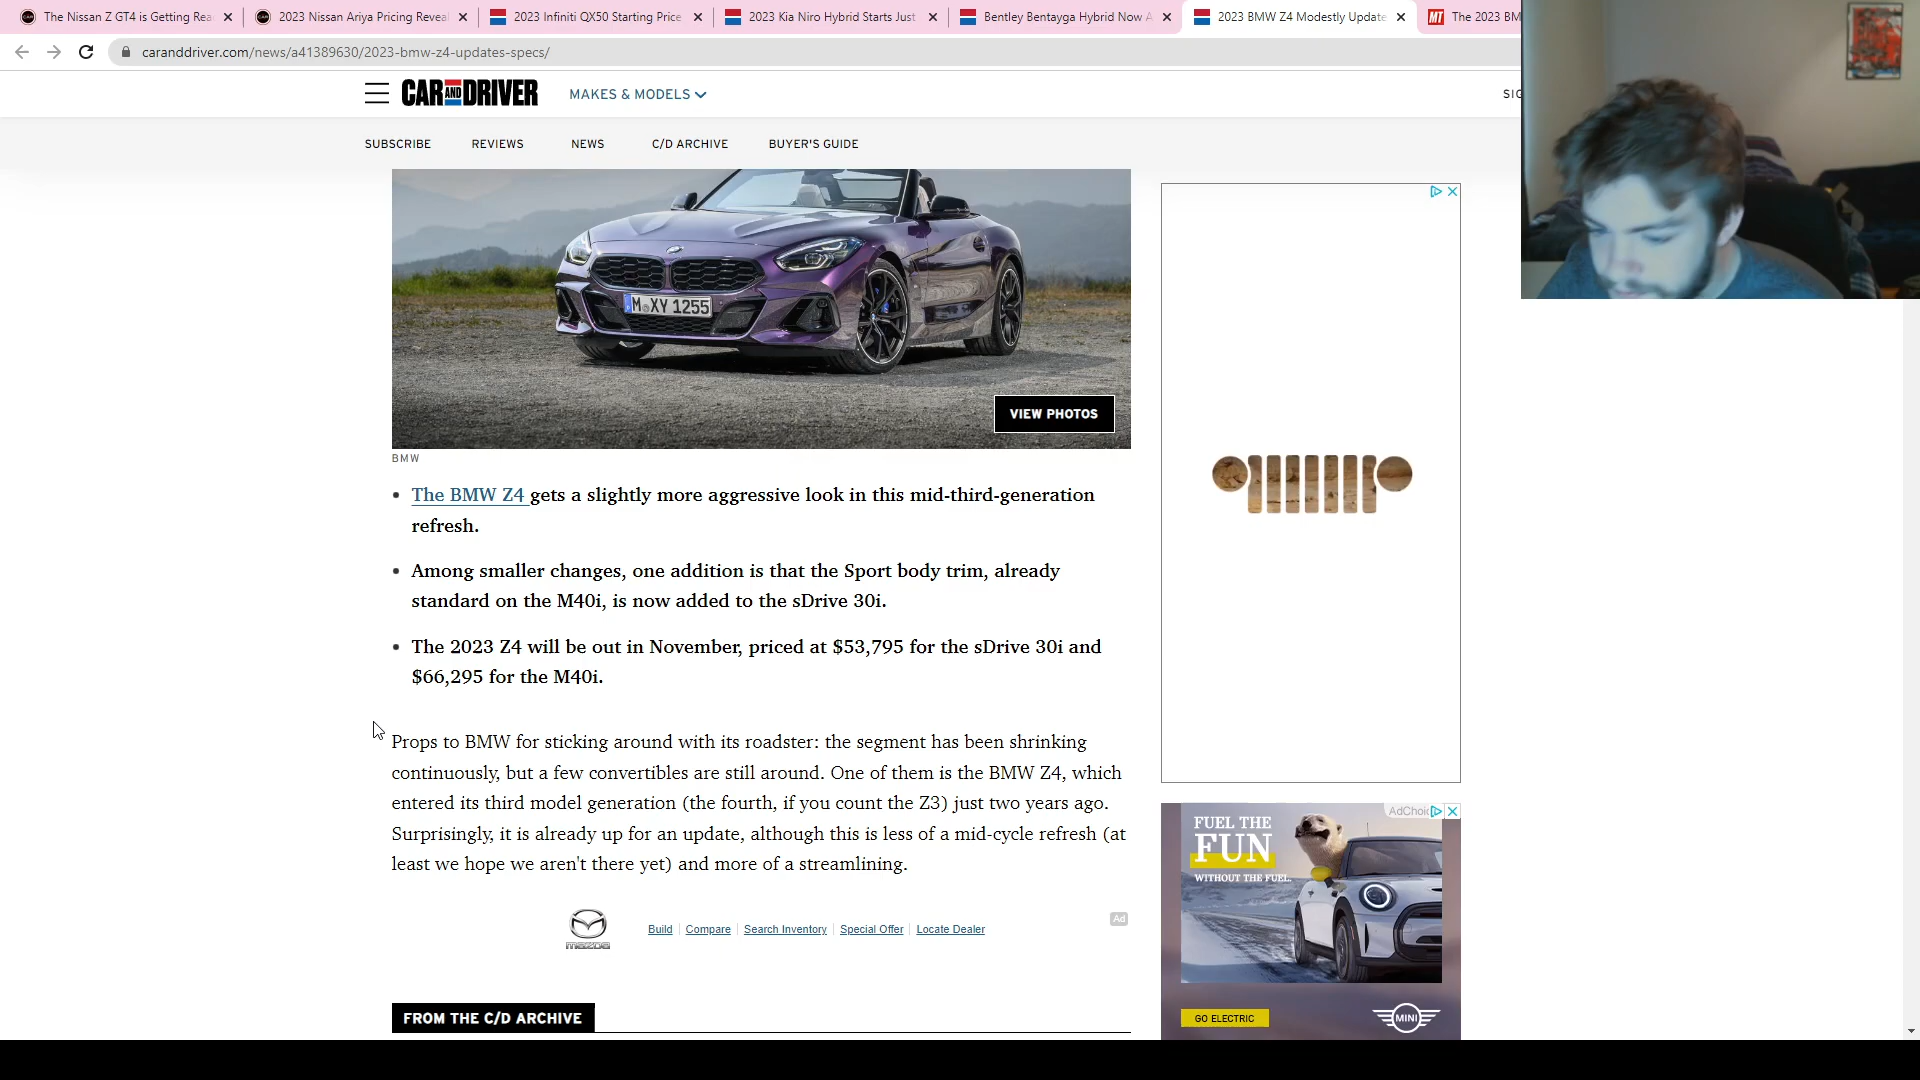 The Nissan Z GT4 is Getting Rea
2023 Nissan Ariya Pricing Reveal
2023 Infiniti QX50 Starting Price
2023 Kia Niro Hybrid Starts Just
Bentley Bentayga Hybrid Now A
2023 BMW Z4 Modestly Update
MT
The 2023 BM
caranddriver.com/news/a41389630/2023-bmw-z4-updates-specs/
CAR AND DRIVER
MAKES & MODELS
SIG
SUBSCRIBE
REVIEWS
NEWS
C/D ARCHIVE
BUYER'S GUIDE
M XY 1255
VIEW PHOTOS
BMW
• The BMW Z4 gets a slightly more aggressive look in this mid-third-generation
refresh.
• Among smaller changes, one addition is that the Sport body trim, already
standard on the M40i, is now added to the sDrive 30i.
• The 2023 Z4 will be out in November, priced at $53,795 for the sDrive 30i and
$66,295 for the M40i.
Props to BMW for sticking around with its roadster: the segment has been shrinking
continuously, but a few convertibles are still around. One of them is the BMW Z4, which
entered its third model generation (the fourth, if you count the Z3) just two years ago.
Surprisingly, it is already up for an update, although this is less of a mid-cycle refresh (at
least we hope we aren't there yet) and more of a streamlining.
Ad
mazda
Build
Compare
Search Inventory
Special Offer
Locate Dealer
FROM THE C/D ARCHIVE
AdChoic
FUEL THE
FUN
WITHOUT THE FUEL.
GO ELECTRIC
MINI